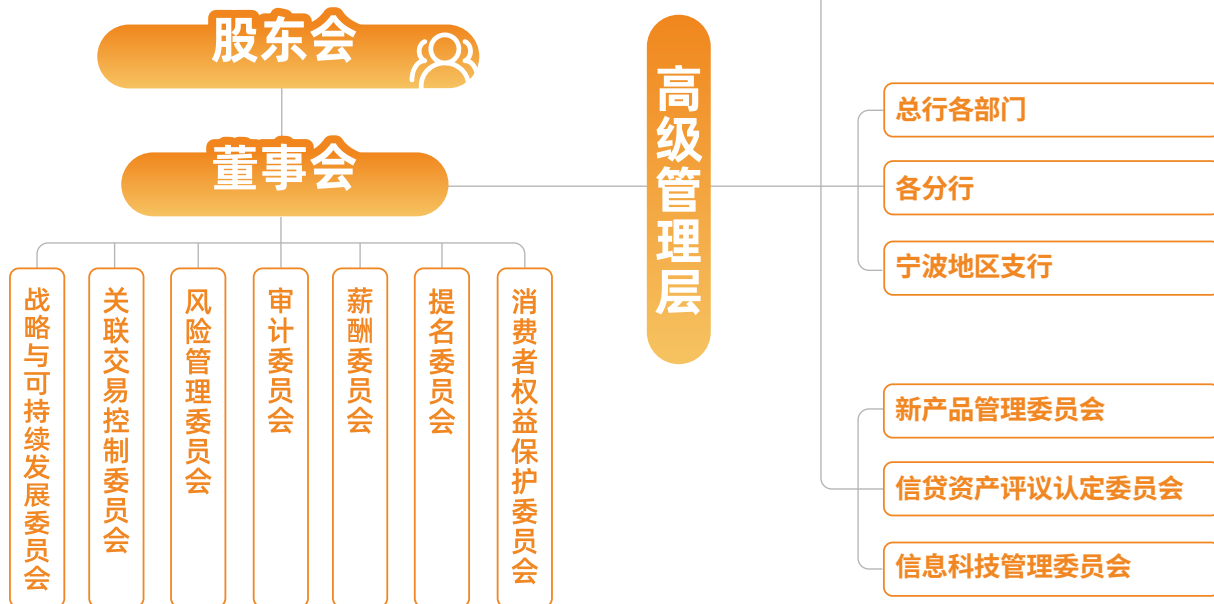 股东会
董事会
战略与可持续发展委员会
关联交易控制委员会
风险管理委员会
审计委员会
薪酬委员会
提名委员会
消费者权益保护委员会
高级管理层
总行各部门
各分行
宁波地区支行
新产品管理委员会
信贷资产评议认定委员会
信息科技管理委员会